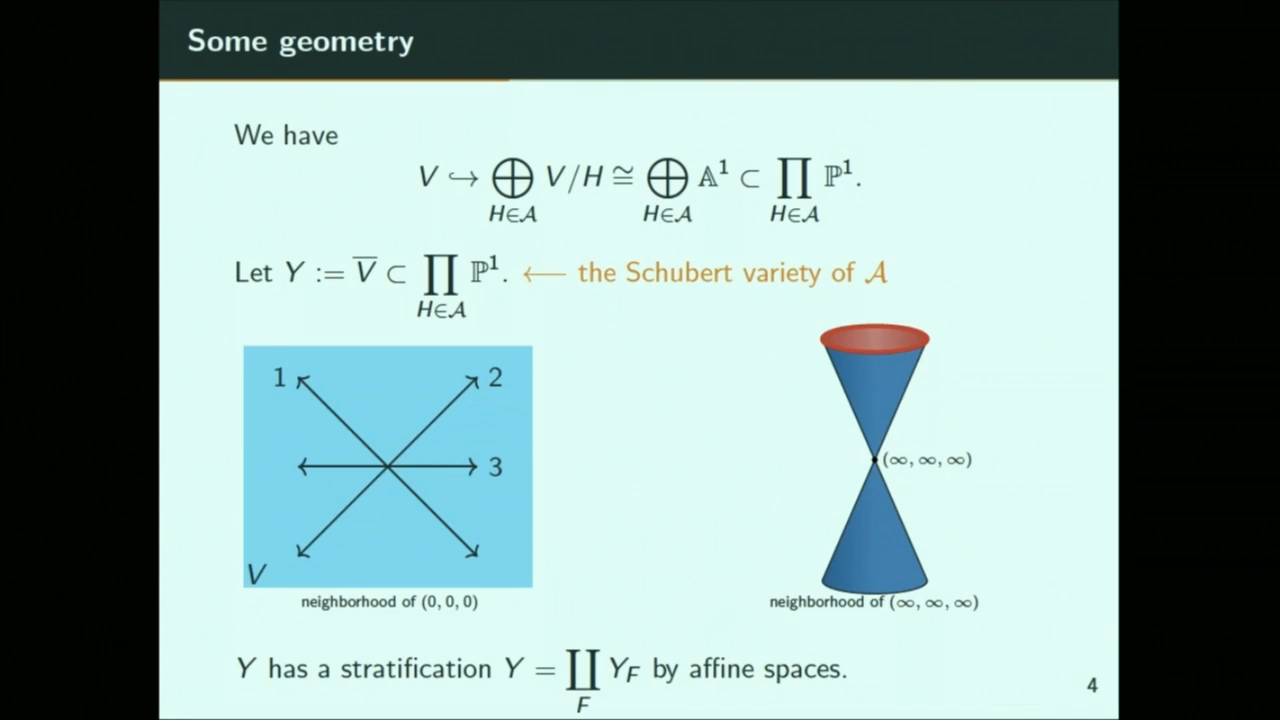 Some geometry
We have
V ↪ ⨁_{H∈𝒜} V/H ≅ ⨁_{H∈𝒜} 𝔸¹ ⊂ ∏_{H∈𝒜} ℙ¹.
Let Y := V̅ ⊂ ∏_{H∈𝒜} ℙ¹. ⟵ the Schubert variety of 𝒜
1
2
3
V
neighborhood of (0, 0, 0)
(∞, ∞, ∞)
neighborhood of (∞, ∞, ∞)
Y has a stratification Y = ∐_F Y_F by affine spaces.
4